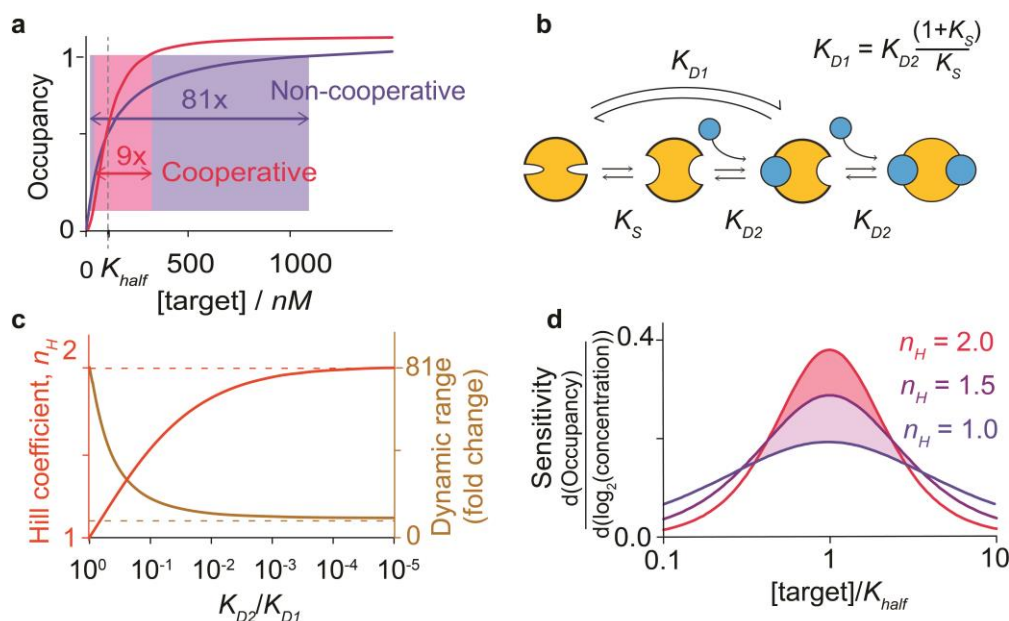 a
Occupancy
1
0
81x
Non-cooperative
9x
Cooperative
0 K_half 500 1000
[target] / nM
b
K_D1 = K_D2 (1+K_S)/K_S
K_D1
K_S K_D2 K_D2
c
Hill coefficient, n_H
2
1
81
0
Dynamic range
(fold change)
10^0 10^-1 10^-2 10^-3 10^-4 10^-5
K_D2/K_D1
d
Sensitivity
d(Occupancy)
d(log_2(concentration))
0.4
0.0
n_H = 2.0
n_H = 1.5
n_H = 1.0
0.1 1 10
[target]/K_half